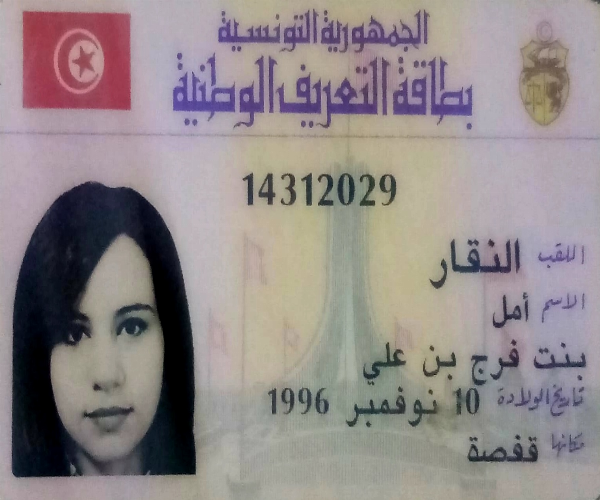 الجمهورية التونسية
بطاقة التعريف الوطنية
14312029
اللقب النقار
الاسم أمل
بنت فرج بن علي
تاريخ الولادة 10 نوفمبر 1996
مكانها قفصة